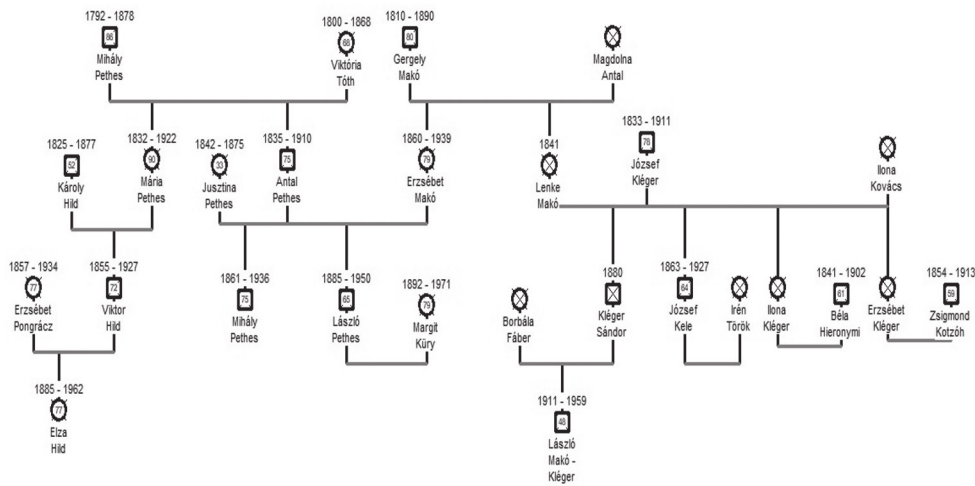 1792 - 1878
86
Mihály
Pethes
1800 - 1868
68
Viktória
Tóth
1810 - 1890
80
Gergely
Makó
Magdolna
Antal
1825 - 1877
52
Károly
Hild
1832 - 1922
90
Mária
Pethes
1842 - 1875
33
Jusztina
Pethes
1835 - 1910
75
Antal
Pethes
1860 - 1939
79
Erzsébet
Makó
1841
Lenke
Makó
1833 - 1911
78
József
Kléger
Ilona
Kovács
1857 - 1934
77
Erzsébet
Pongrácz
1855 - 1927
72
Viktor
Hild
1861 - 1936
75
Mihály
Pethes
1885 - 1950
65
László
Pethes
1892 - 1971
79
Margit
Küry
Borbála
Fáber
1880
Kléger
Sándor
1863 - 1927
64
József
Kele
Irén
Török
Ilona
Kléger
1841 - 1902
61
Béla
Hieronymi
Erzsébet
Kléger
1854 - 1913
59
Zsigmond
Kotzóh
1885 - 1962
77
Elza
Hild
1911 - 1959
48
László
Makó -
Kléger